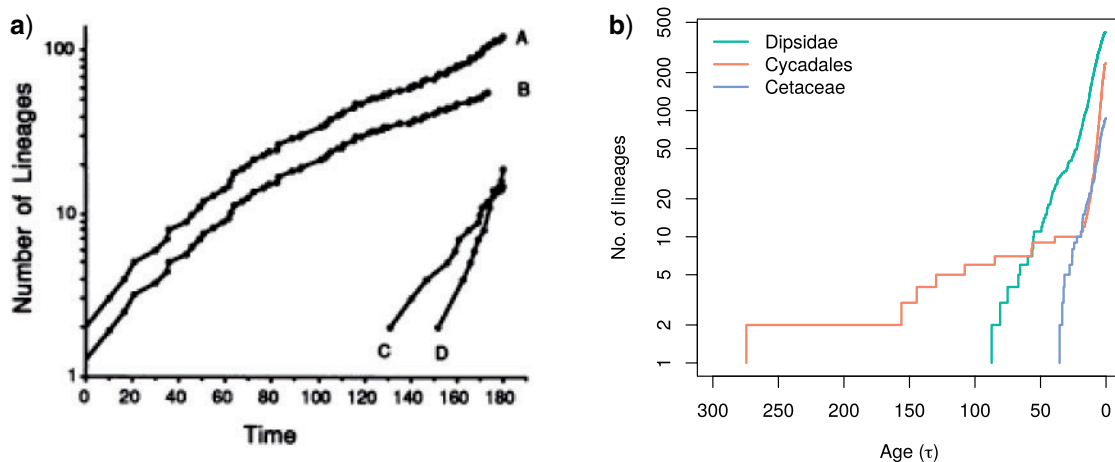 a)
Number of Lineages
100
10
1
A
B
C
D
0 20 40 60 80 100 120 140 160 180
Time
b)
No. of lineages
500
200
100
50
20
10
5
2
1
Dipsidae
Cycadales
Cetaceae
300 250 200 150 100 50 0
Age (τ)